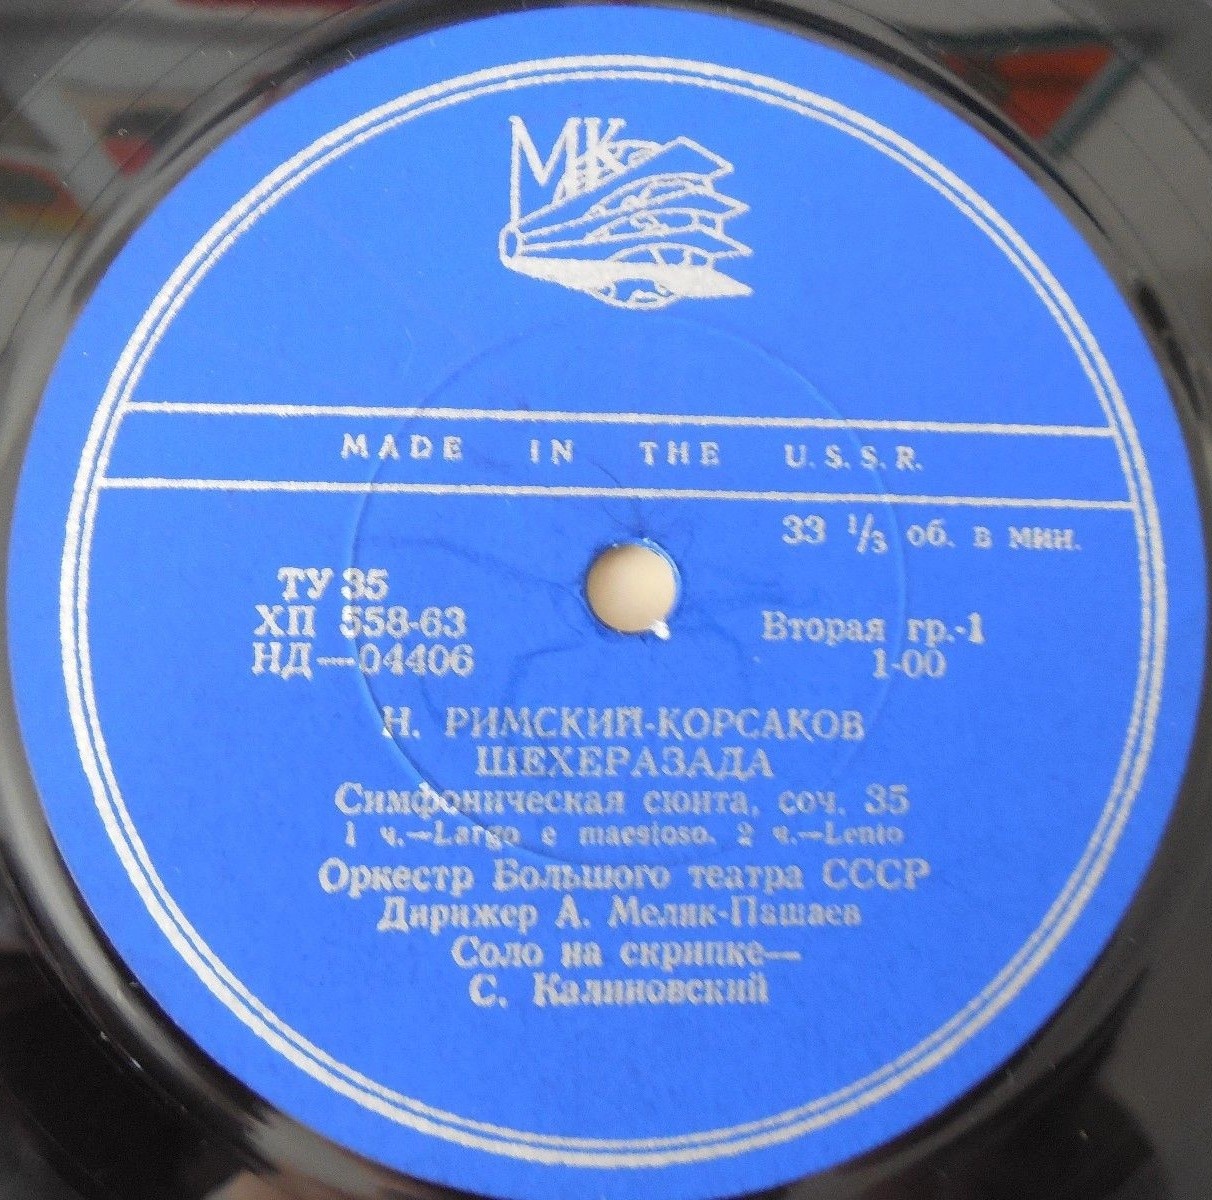 МК
MADE IN THE U.S.S.R.
33 1/3 об. в мин.
ТУ 35
ХП 558-63
НД—04406
Вторая гр.-1
1-00
Н. РИМСКИЙ-КОРСАКОВ
ШЕХЕРАЗАДА
Симфоническая сюита, соч. 35
1 ч.—Largo e maestoso. 2 ч.—Lento
Оркестр Большого театра СССР
Дирижер А. Мелик-Пашаев
Соло на скрипке—
С. Калиновский